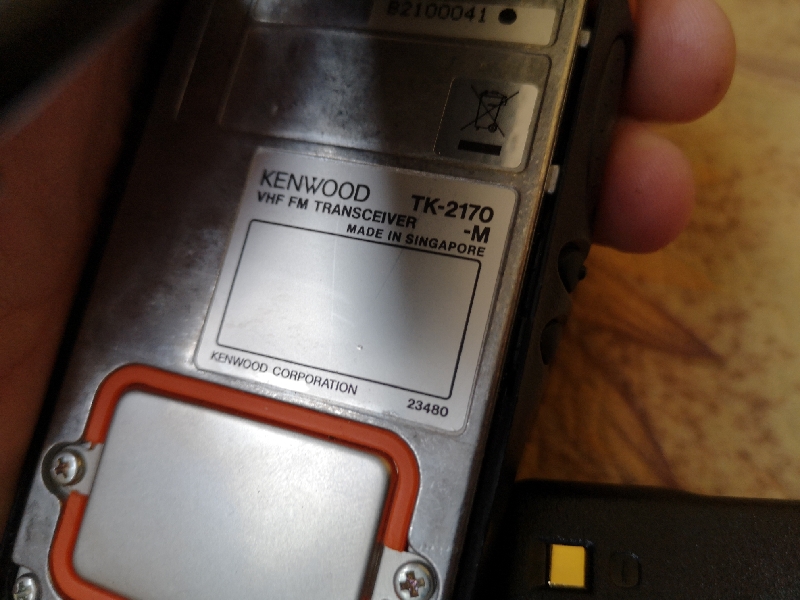 B2100041
KENWOOD TK-2170
VHF FM TRANSCEIVER -M
MADE IN SINGAPORE
KENWOOD CORPORATION 23480